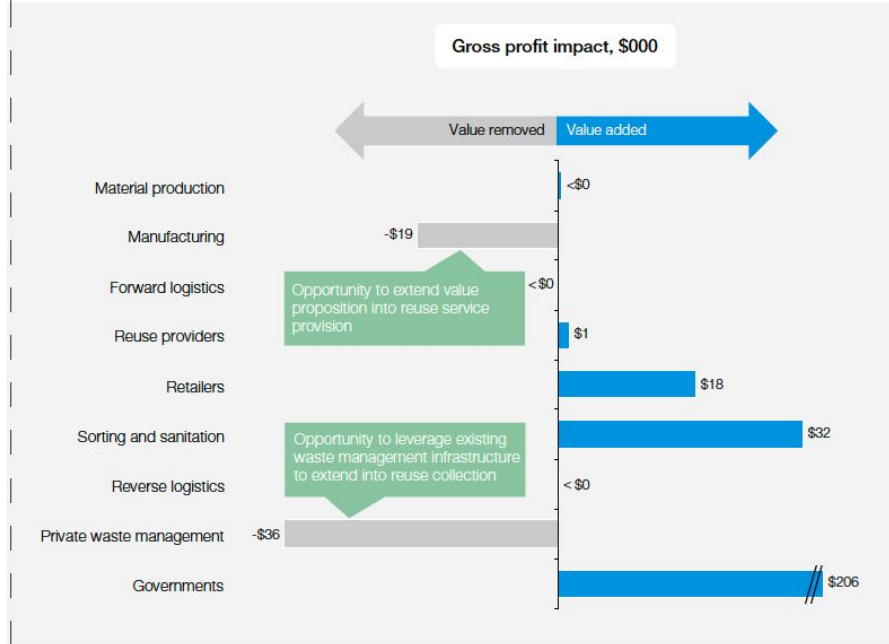 Gross profit impact, $000
Value removed
Value added
Material production
<$0
Manufacturing
-$19
Forward logistics
<$0
Opportunity to extend value
proposition into reuse service
provision
Reuse providers
$1
Retailers
$18
Sorting and sanitation
$32
Opportunity to leverage existing
waste management infrastructure
to extend into reuse collection
Reverse logistics
<$0
Private waste management
-$36
Governments
$206